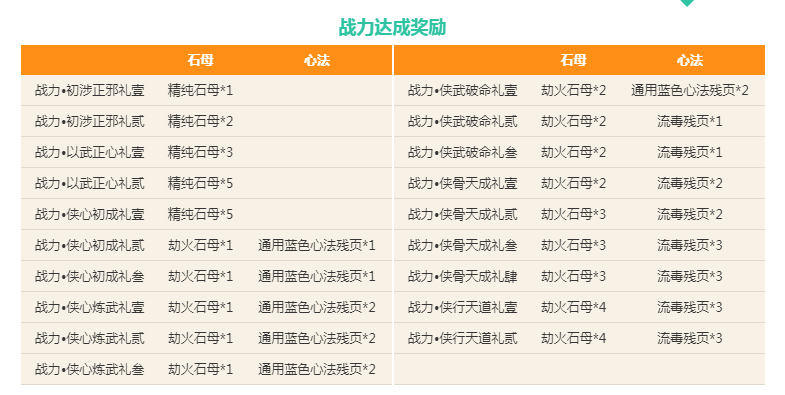 战力达成奖励
石母 心法 石母 心法
战力•初涉正邪礼壹 精纯石母*1 战力•侠武破命礼壹 劫火石母*2 通用蓝色心法残页*2
战力•初涉正邪礼贰 精纯石母*2 战力•侠武破命礼贰 劫火石母*2 流毒残页*1
战力•以武正心礼壹 精纯石母*3 战力•侠武破命礼叁 劫火石母*2 流毒残页*1
战力•以武正心礼贰 精纯石母*5 战力•侠骨天成礼壹 劫火石母*2 流毒残页*2
战力•侠心初成礼壹 精纯石母*5 战力•侠骨天成礼贰 劫火石母*3 流毒残页*2
战力•侠心初成礼贰 劫火石母*1 通用蓝色心法残页*1 战力•侠骨天成礼叁 劫火石母*3 流毒残页*3
战力•侠心初成礼叁 劫火石母*1 通用蓝色心法残页*1 战力•侠骨天成礼肆 劫火石母*3 流毒残页*3
战力•侠心炼武礼壹 劫火石母*1 通用蓝色心法残页*2 战力•侠行天道礼壹 劫火石母*4 流毒残页*3
战力•侠心炼武礼贰 劫火石母*1 通用蓝色心法残页*2 战力•侠行天道礼贰 劫火石母*4 流毒残页*3
战力•侠心炼武礼叁 劫火石母*1 通用蓝色心法残页*2